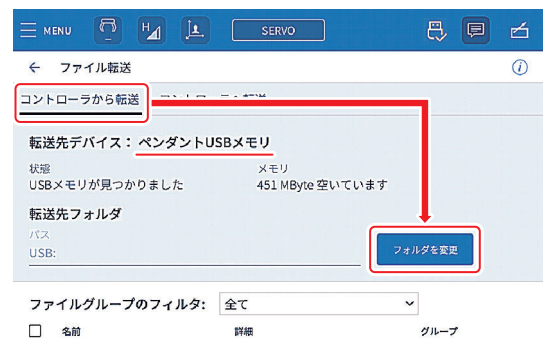 MENU H SERVO
ファイル転送
コントローラから転送
転送先デバイス： ペンダントUSBメモリ
状態 メモリ
USBメモリが見つかりました 451 MByte 空いています
転送先フォルダ
パス
USB:
フォルダを変更
ファイルグループのフィルタ: 全て
名前 詳細 グループ